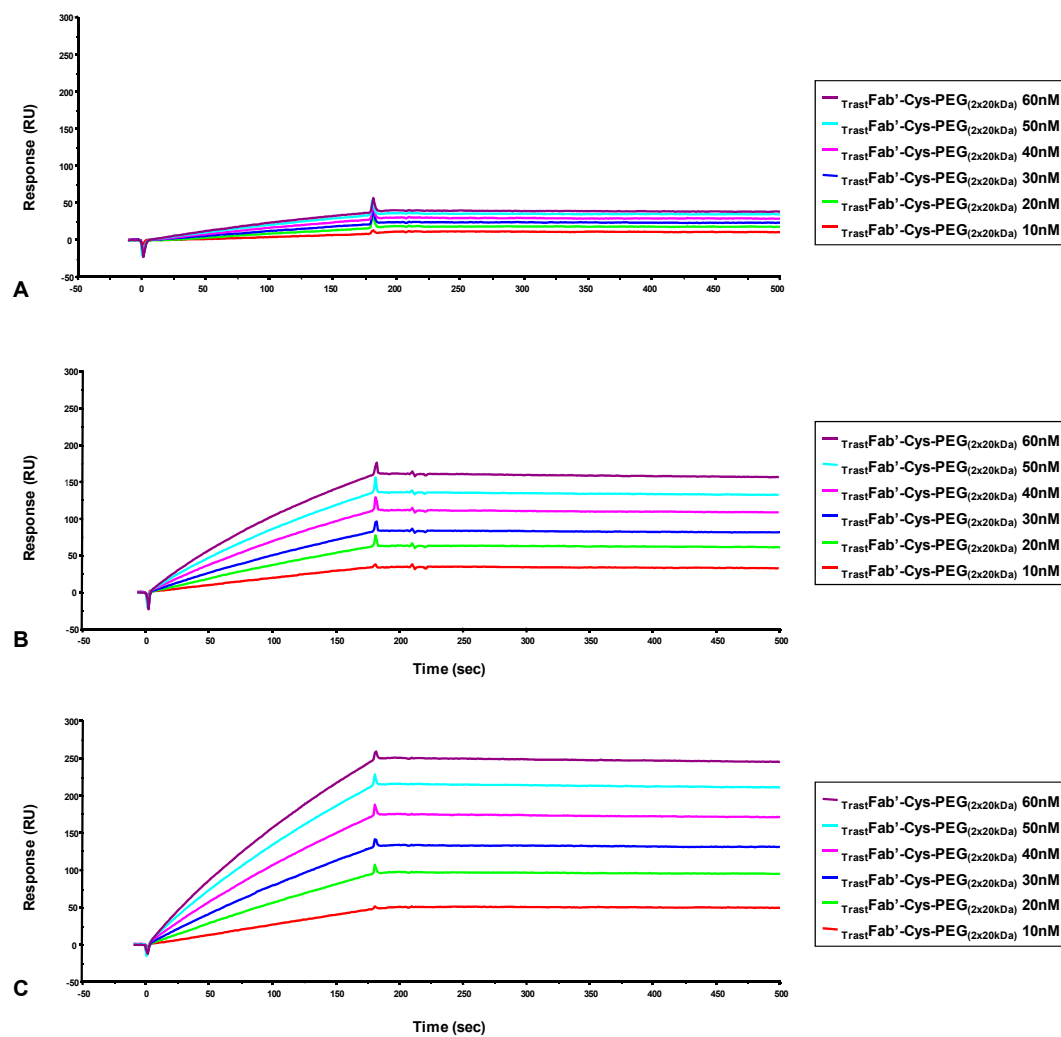 300
250
200
150
100
50
0
-50
Response (RU)
-50 0 50 100 150 200 250 300 350 400 450 500
A
TrastFab'-Cys-PEG(2x20kDa) 60nM
TrastFab'-Cys-PEG(2x20kDa) 50nM
TrastFab'-Cys-PEG(2x20kDa) 40nM
TrastFab'-Cys-PEG(2x20kDa) 30nM
TrastFab'-Cys-PEG(2x20kDa) 20nM
TrastFab'-Cys-PEG(2x20kDa) 10nM
300
250
200
150
100
50
0
-50
Response (RU)
-50 0 50 100 150 200 250 300 350 400 450 500
B
Time (sec)
TrastFab'-Cys-PEG(2x20kDa) 60nM
TrastFab'-Cys-PEG(2x20kDa) 50nM
TrastFab'-Cys-PEG(2x20kDa) 40nM
TrastFab'-Cys-PEG(2x20kDa) 30nM
TrastFab'-Cys-PEG(2x20kDa) 20nM
TrastFab'-Cys-PEG(2x20kDa) 10nM
300
250
200
150
100
50
0
-50
Response (RU)
-50 0 50 100 150 200 250 300 350 400 450 500
C
Time (sec)
TrastFab'-Cys-PEG(2x20kDa) 60nM
TrastFab'-Cys-PEG(2x20kDa) 50nM
TrastFab'-Cys-PEG(2x20kDa) 40nM
TrastFab'-Cys-PEG(2x20kDa) 30nM
TrastFab'-Cys-PEG(2x20kDa) 20nM
TrastFab'-Cys-PEG(2x20kDa) 10nM